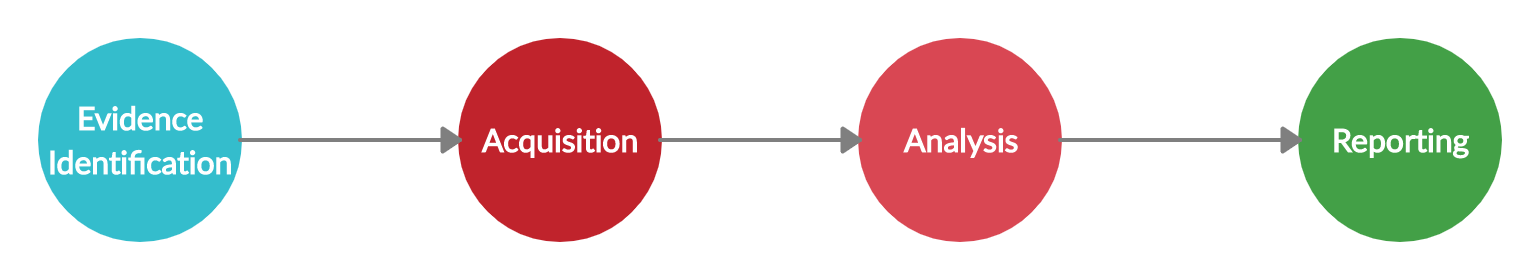 Evidence
Identification
Acquisition
Analysis
Reporting